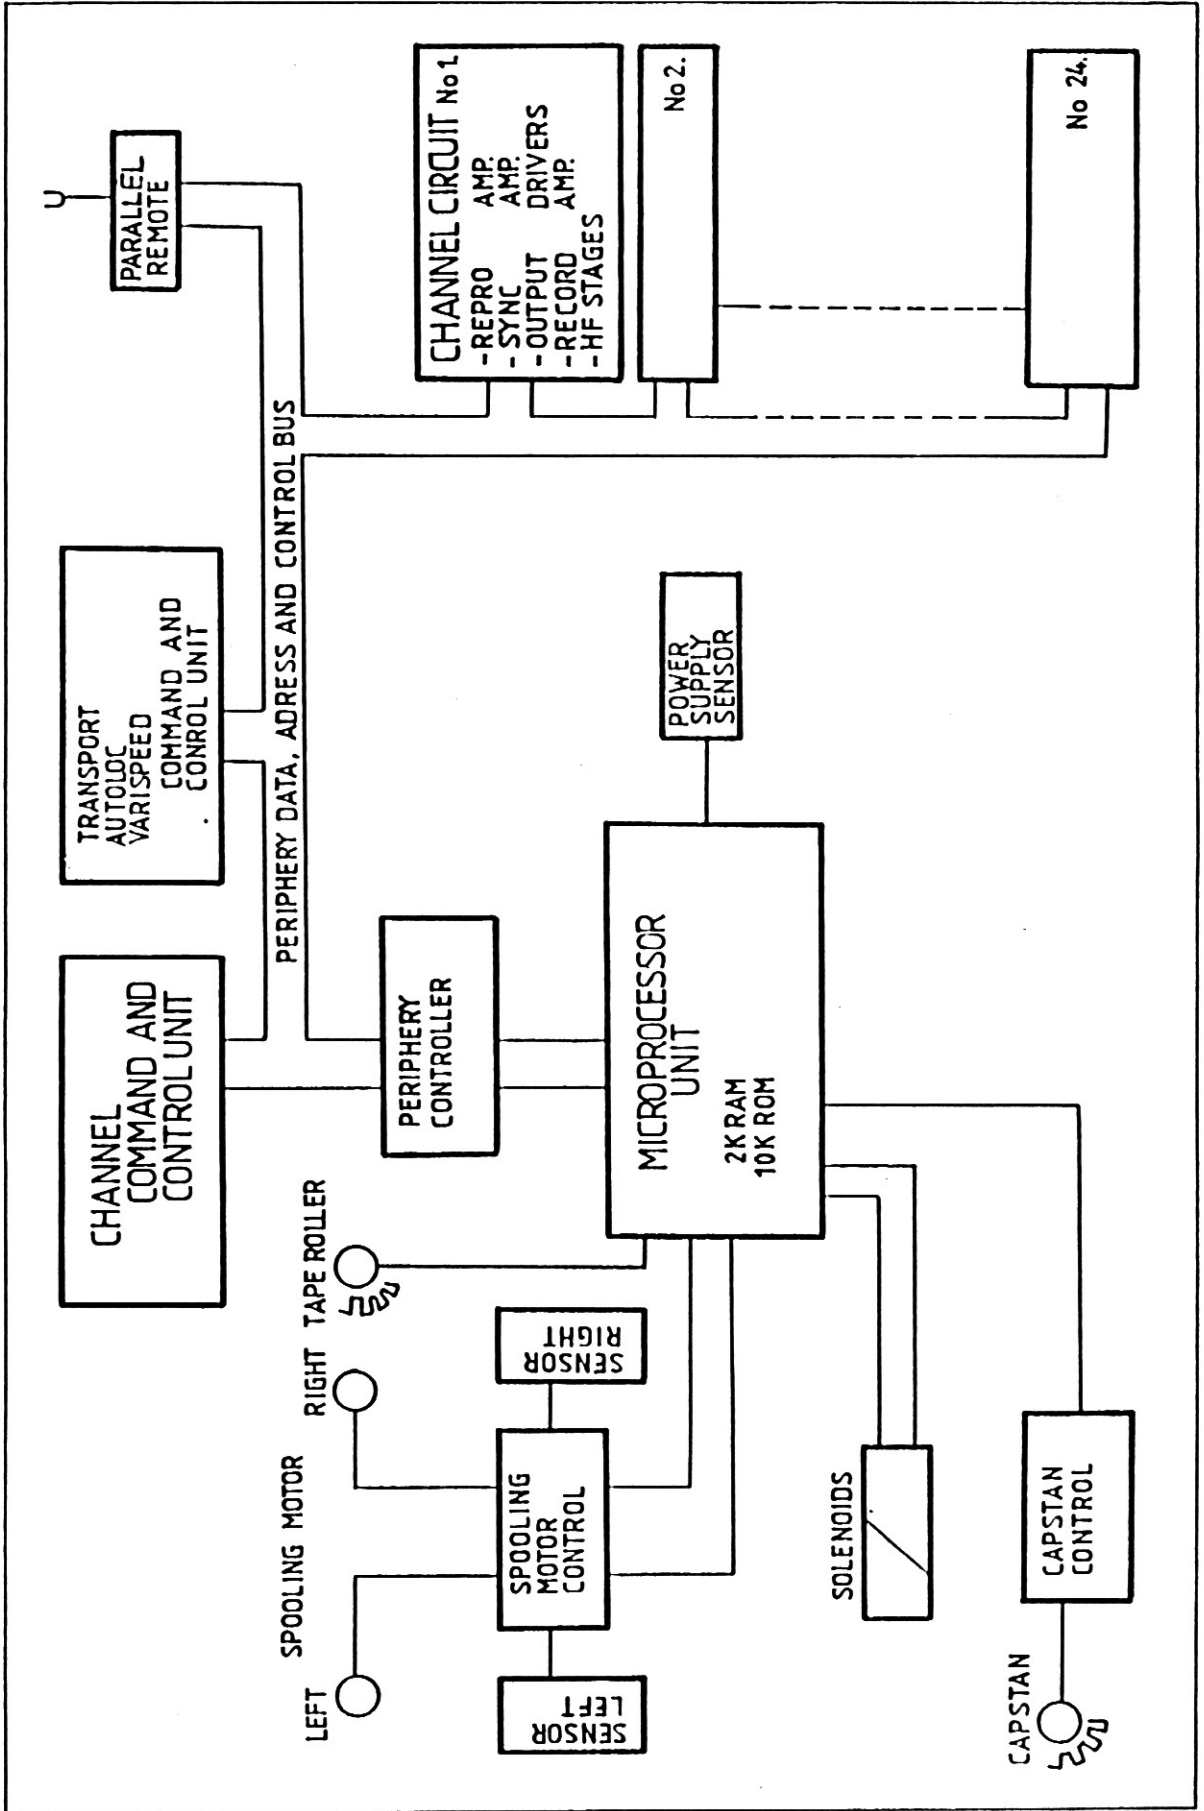 CHANNEL
COMMAND AND
CONTROL UNIT
TRANSPORT
AUTOLOC
VARISPEED
COMMAND AND
CONROL UNIT
PARALLEL
REMOTE
PERIPHERY DATA, ADRESS AND CONTROL BUS
CHANNEL CIRCUIT No 1
- REPRO AMP.
- SYNC AMP.
- OUTPUT DRIVERS
- RECORD AMP.
- HF STAGES
No 2.
No 24.
PERIPHERY
CONTROLLER
MICROPROCESSOR
UNIT
2K RAM
10K ROM
POWER
SUPPLY
SENSOR
SPOOLING MOTOR
LEFT
RIGHT
TAPE ROLLER
SENSOR
LEFT
SPOOLING
MOTOR
CONTROL
SENSOR
RIGHT
SOLENOIDS
CAPSTAN
CAPSTAN
CONTROL